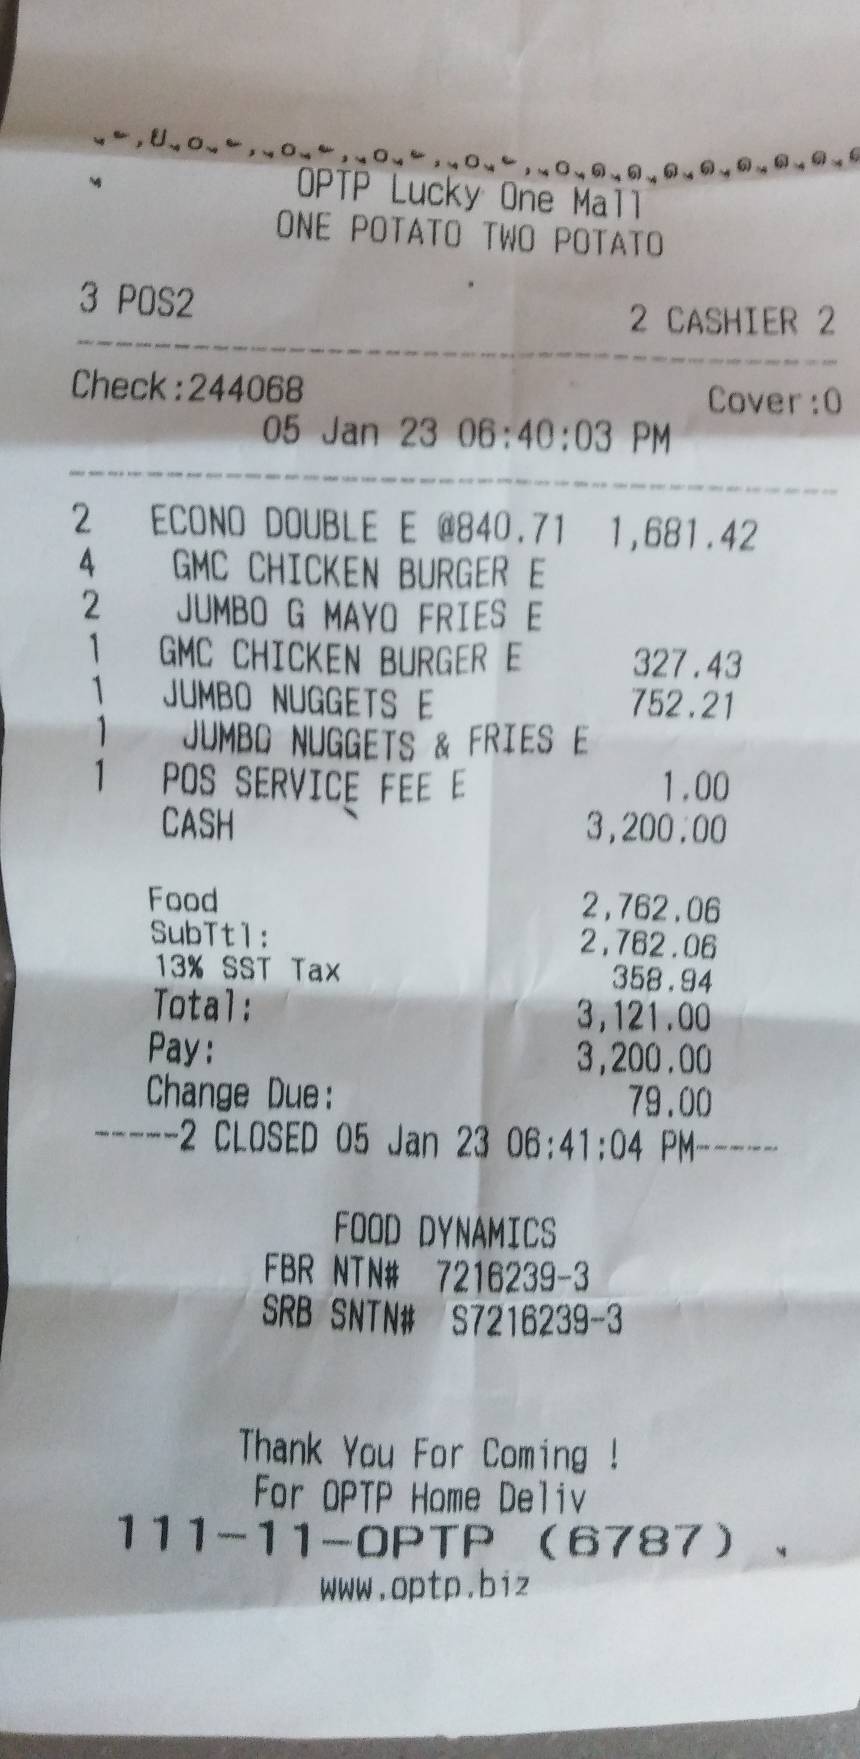 OPTP Lucky One Mall
ONE POTATO TWO POTATO
3 POS2 2 CASHIER 2
Check:244068 Cover:0
05 Jan 23 06:40:03 PM
2 ECONO DOUBLE E @840.71 1,681.42
4 GMC CHICKEN BURGER E
2 JUMBO G MAYO FRIES E
1 GMC CHICKEN BURGER E 327.43
1 JUMBO NUGGETS E 752.21
1 JUMBO NUGGETS & FRIES E
1 POS SERVICE FEE E 1.00
CASH 3,200.00
Food 2,762.06
SubTtl: 2,762.06
13% SST Tax 358.94
Total: 3,121.00
Pay: 3,200.00
Change Due: 79.00
-----2 CLOSED 05 Jan 23 06:41:04 PM------
FOOD DYNAMICS
FBR NTN# 7216239-3
SRB SNTN# S7216239-3
Thank You For Coming !
For OPTP Home Deliv
111-11-OPTP (6787)
www.optp.biz